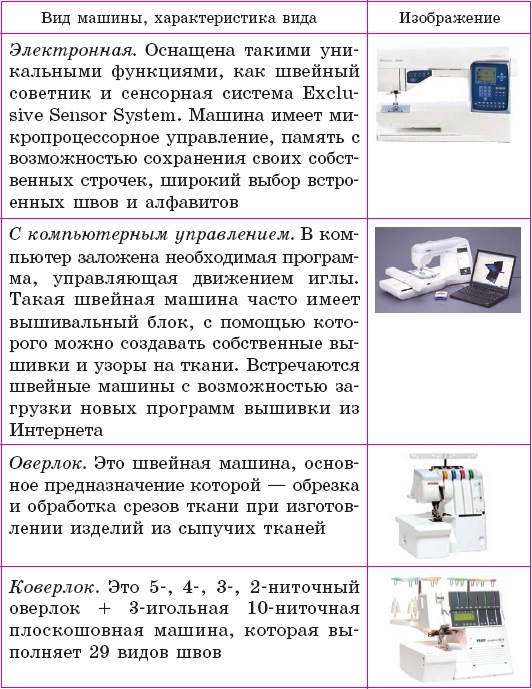 Вид машины, характеристика вида
Изображение
Электронная. Оснащена такими уни-
кальными функциями, как швейный
советник и сенсорная система Exclu-
sive Sensor System. Машина имеет ми-
кропроцессорное управление, память с
возможностью сохранения своих собст-
венных строчек, широкий выбор встро-
енных швов и алфавитов
С компьютерным управлением. В ком-
пьютер заложена необходимая програм-
ма, управляющая движением иглы.
Такая швейная машина часто имеет
вышивальный блок, с помощью кото-
рого можно создавать собственные вы-
шивки и узоры на ткани. Встречаются
швейные машины с возможностью за-
грузки новых программ вышивки из
Интернета
Оверлок. Это швейная машина, основ-
ное предназначение которой — обрезка
и обработка срезов ткани при изготов-
лении изделий из сыпучих тканей
Коверлок. Это 5-, 4-, 3-, 2-ниточный
оверлок + 3-игольная 10-ниточная
плоскошовная машина, которая вы-
полняет 29 видов швов